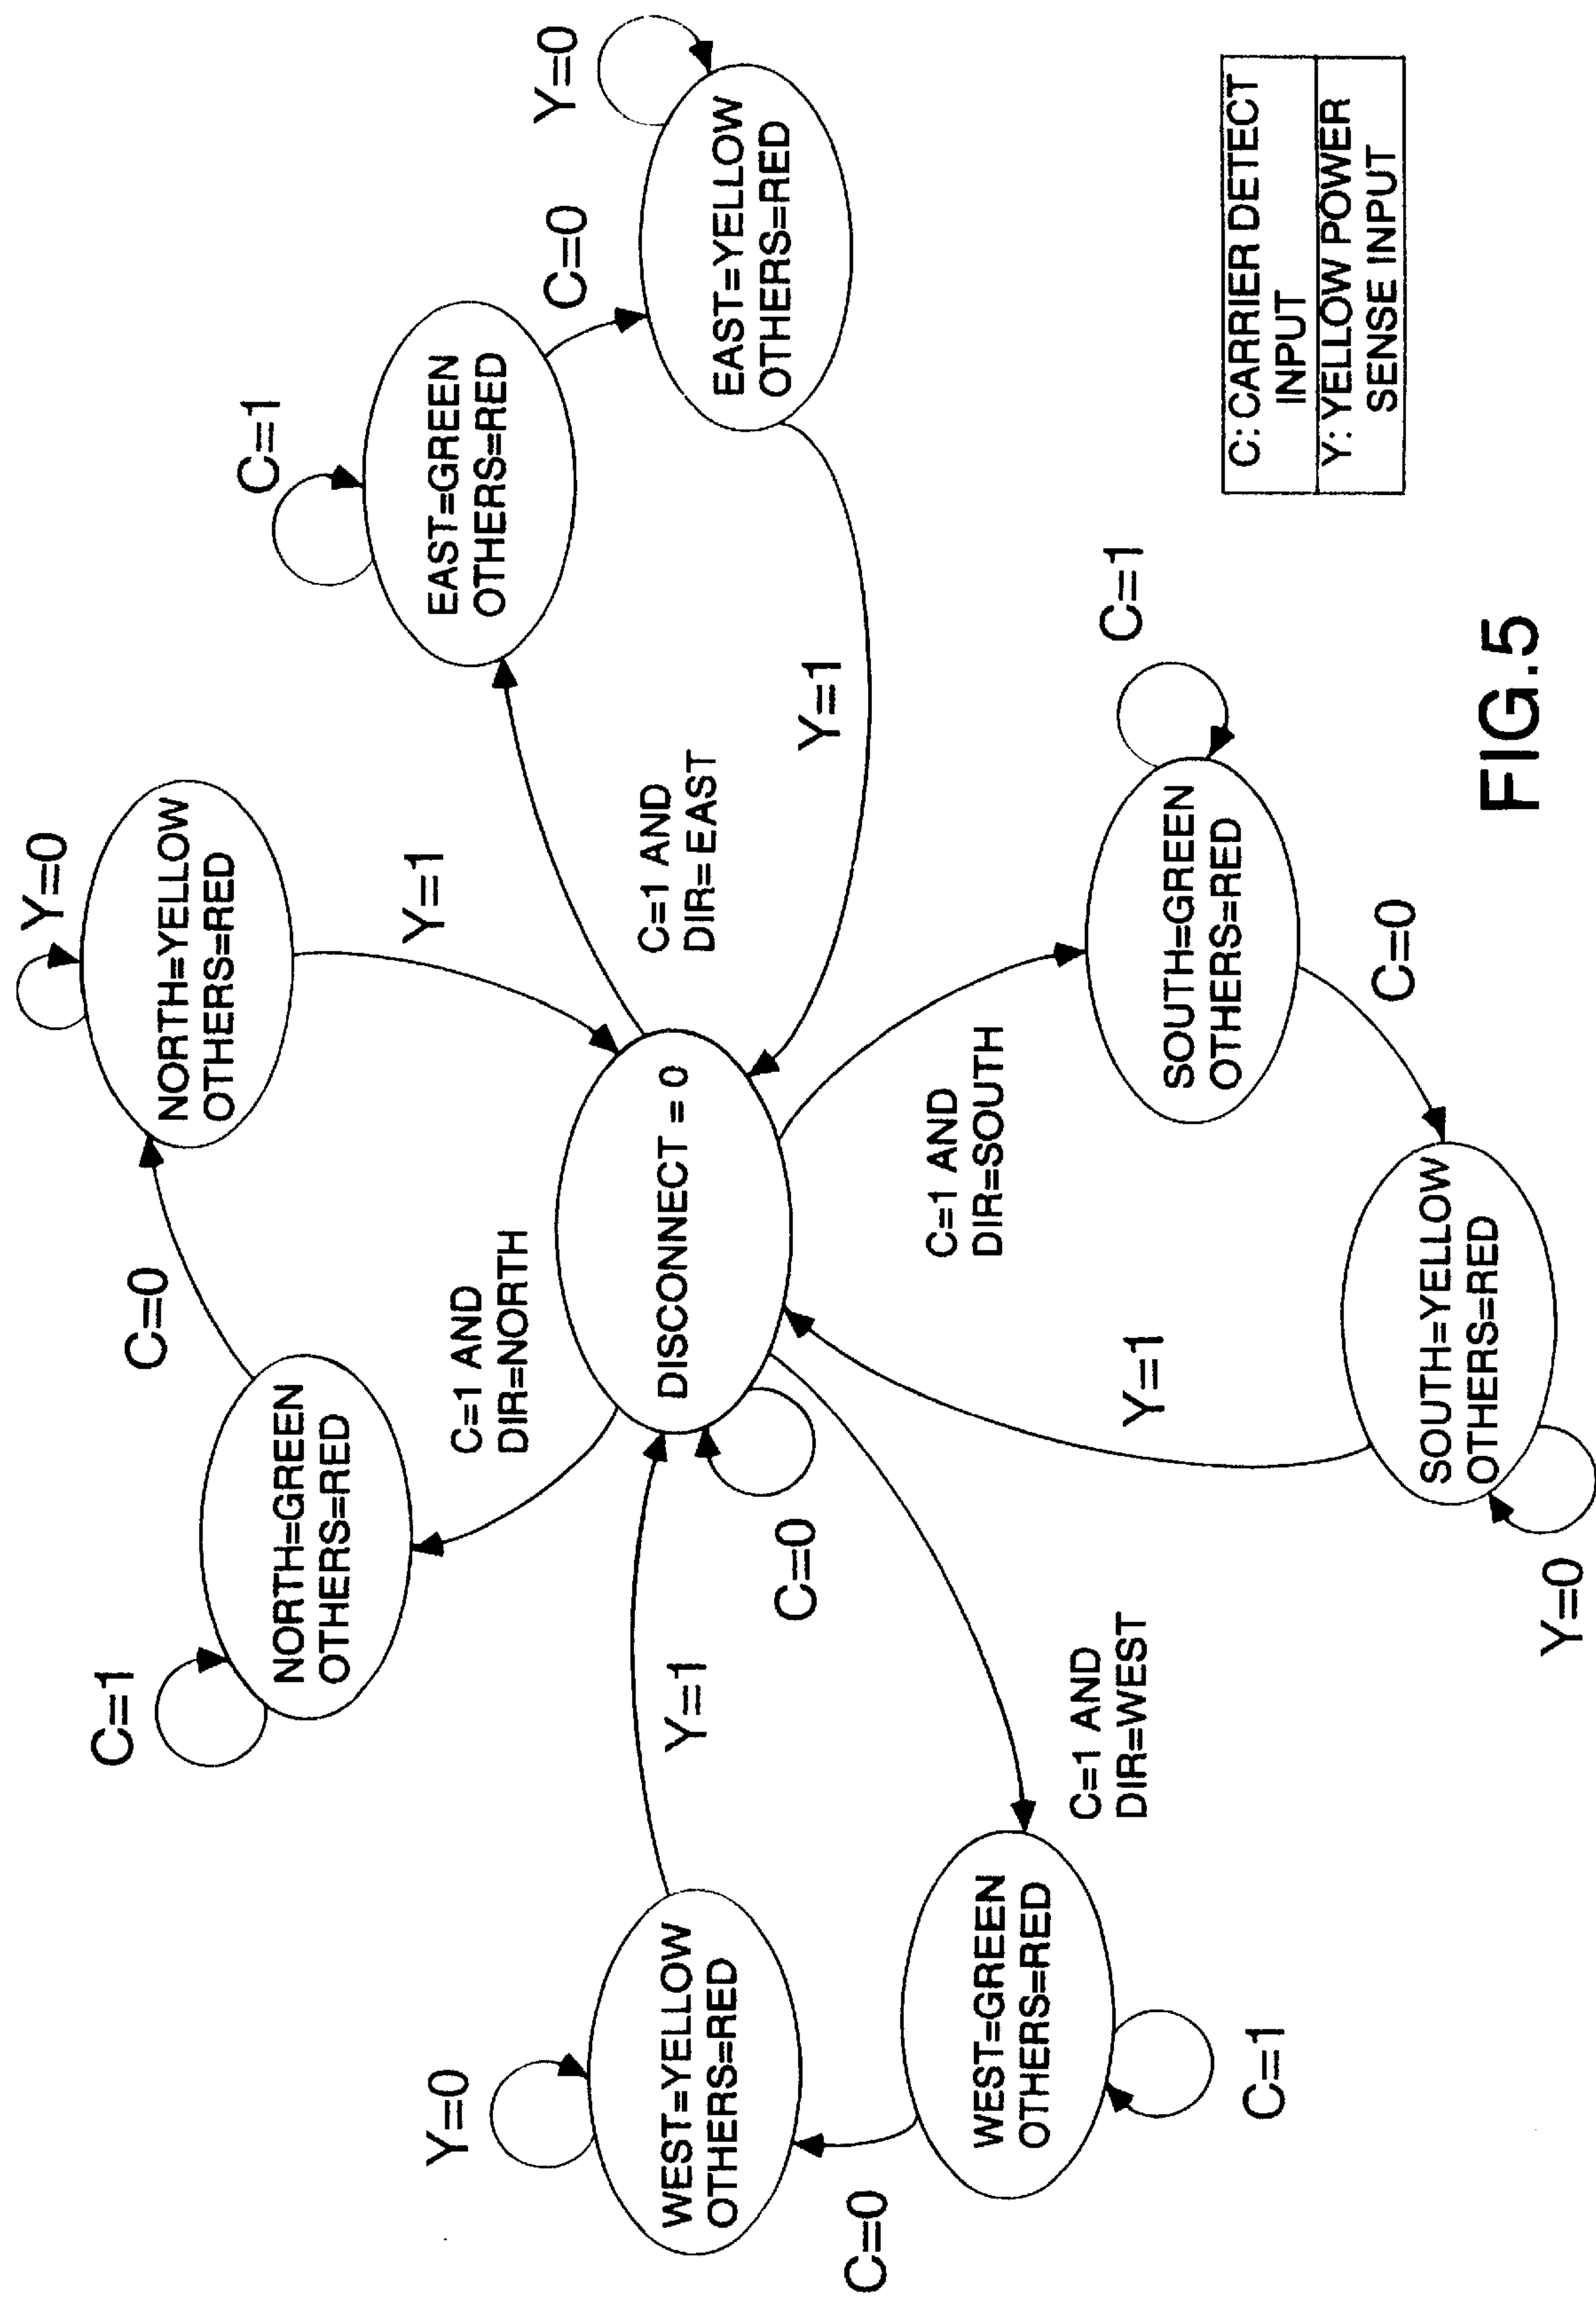 Y=0
NORTH=YELLOW
OTHERS=RED
C=0
Y=1
C=1
NORTH=GREEN
OTHERS=RED
C=1 AND
DIR=NORTH
C=1
EAST=GREEN
OTHERS=RED
Y=0
C=0
EAST=YELLOW
OTHERS=RED
C=1 AND
DIR=EAST
Y=1
DISCONNECT = 0
C=0
Y=0
WEST=YELLOW
OTHERS=RED
Y=1
C=0
WEST=GREEN
OTHERS=RED
C=1
C=1 AND
DIR=WEST
C=1 AND
DIR=SOUTH
C=1
SOUTH=GREEN
OTHERS=RED
C=0
Y=1
SOUTH=YELLOW
OTHERS=RED
Y=0
C: CARRIER DETECT
INPUT
Y: YELLOW POWER
SENSE INPUT
FIG.5